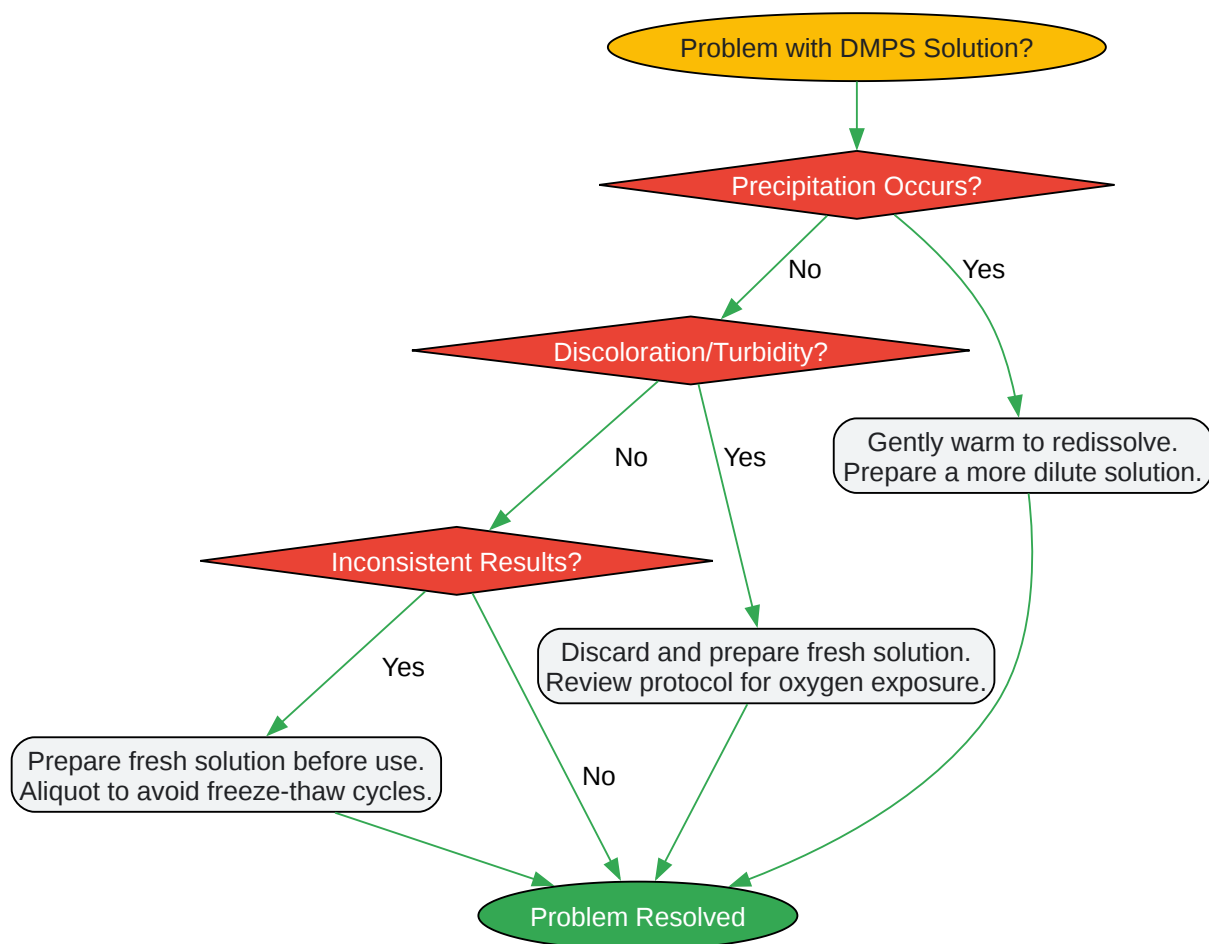 Problem with DMPS Solution?
Precipitation Occurs?
No
Yes
Discoloration/Turbidity?
Gently warm to redissolve.
Prepare a more dilute solution.
No
Yes
Inconsistent Results?
Discard and prepare fresh solution.
Review protocol for oxygen exposure.
Yes
Prepare fresh solution before use.
Aliquot to avoid freeze-thaw cycles.
No
Problem Resolved